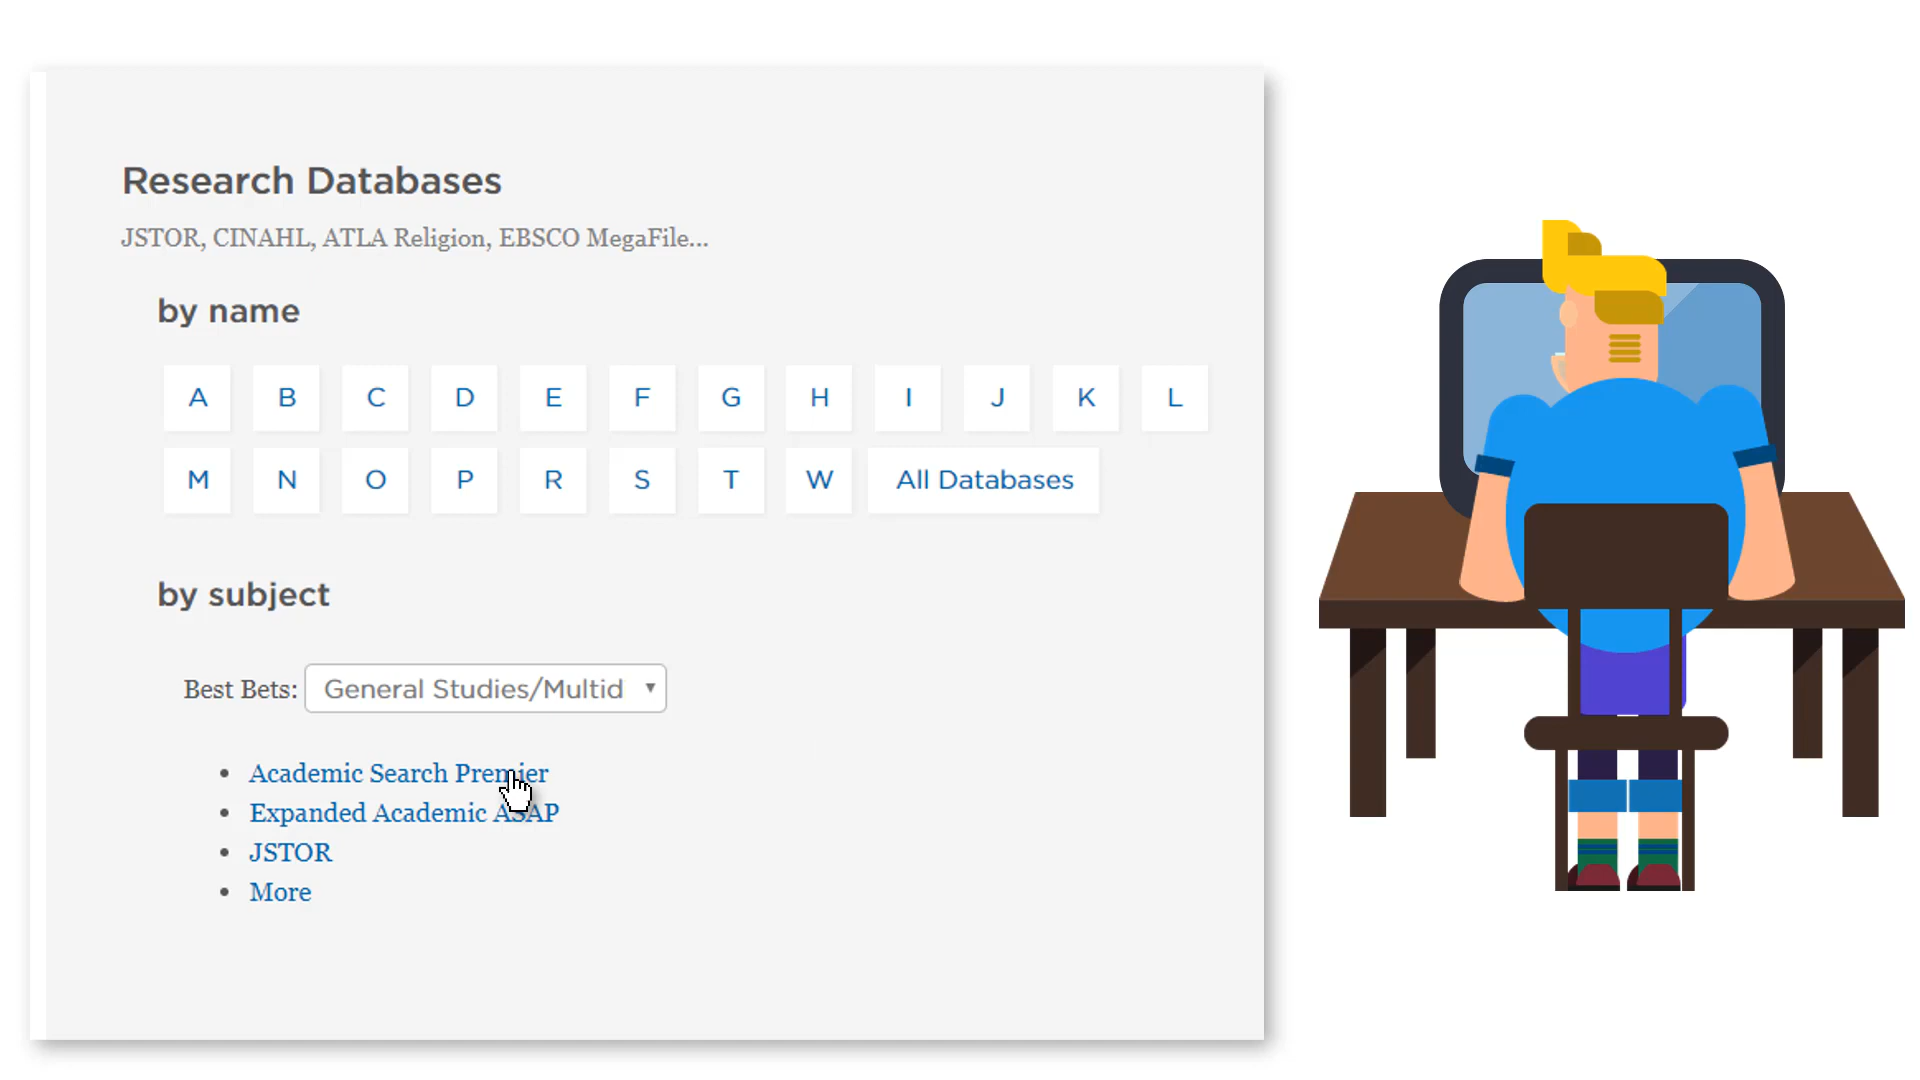 Research Databases
JSTOR, CINAHL, ATLA Religion, EBSCO MegaFile...
by name
A B C D E F G H I J K L
M N O P R S T W All Databases
by subject
Best Bets: General Studies/Multid
Academic Search Premier
Expanded Academic ASAP
JSTOR
More